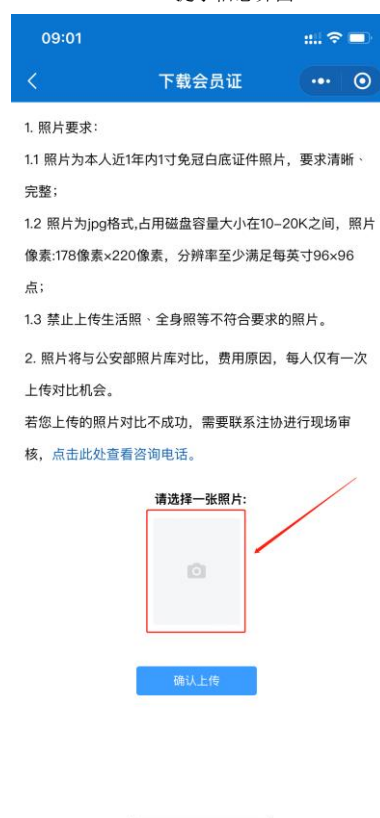 09:01
下载会员证
1. 照片要求：
1.1 照片为本人近1年内1寸免冠白底证件照片，要求清晰、
完整；
1.2 照片为jpg格式,占用磁盘容量大小在10-20K之间，照片
像素:178像素×220像素，分辨率至少满足每英寸96×96
点；
1.3 禁止上传生活照、全身照等不符合要求的照片。
2. 照片将与公安部照片库对比，费用原因，每人仅有一次
上传对比机会。
若您上传的照片对比不成功，需要联系注协进行现场审
核，点击此处查看咨询电话。
请选择一张照片:
确认上传